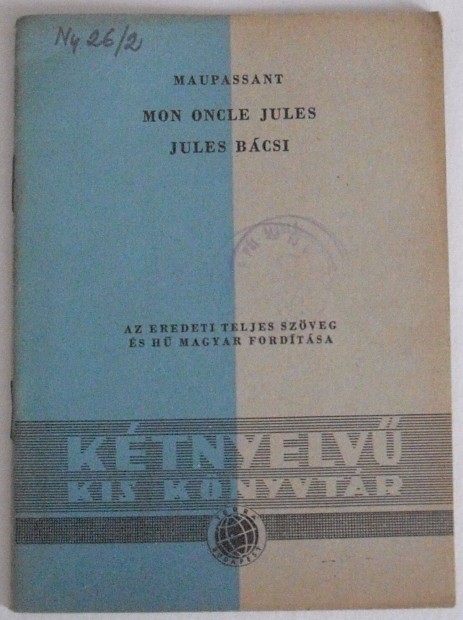 Ny 26/2
MAUPASSANT
MON ONCLE JULES
JULES BÁCSI
AZ EREDETI TELJES SZÖVEG
ÉS HŰ MAGYAR FORDÍTÁSA
KÉTNYELVŰ
KIS KÖNYVTÁR
TERRA
BUDAPEST